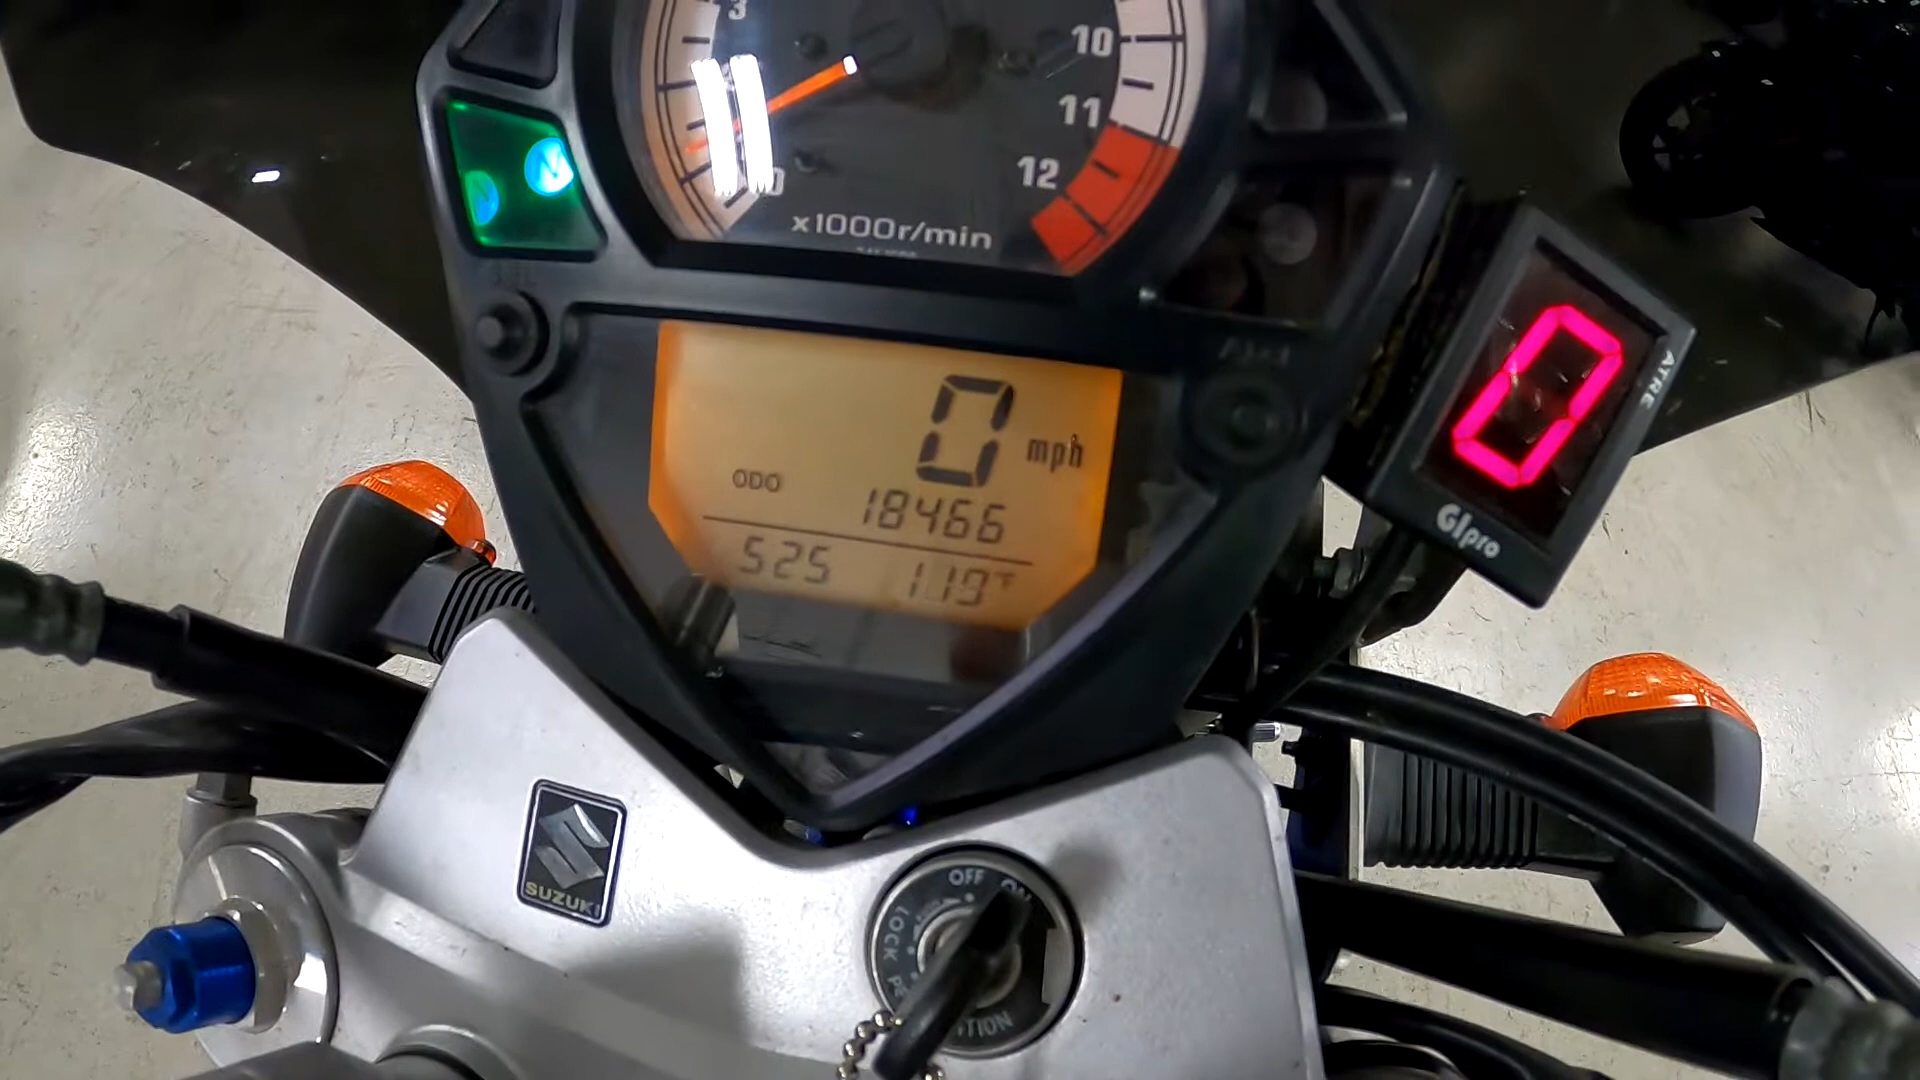 3
10
11
12
0
x1000r/min
N
N
0 mph
ODO
18466
525 119°F
0
ATRE
GIpro
SUZUKI
OFF ON
LOCK